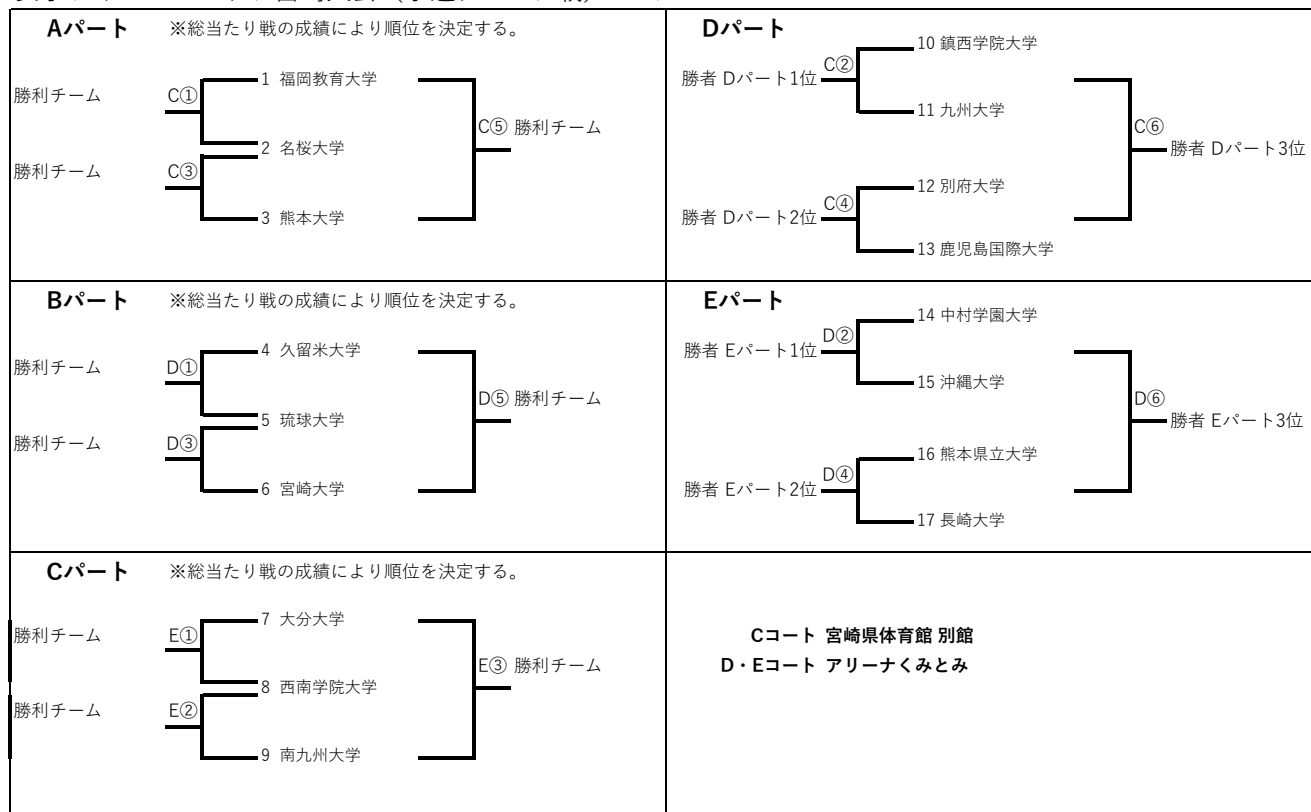 Aパート ※総当たり戦の成績により順位を決定する。
勝利チーム C① 1 福岡教育大学
2 名桜大学
勝利チーム C③
3 熊本大学
C⑤ 勝利チーム
Dパート
10 鎮西学院大学
勝者 Dパート1位 C②
11 九州大学
12 別府大学
勝者 Dパート2位 C④
13 鹿児島国際大学
C⑥
勝者 Dパート3位
Bパート ※総当たり戦の成績により順位を決定する。
4 久留米大学
勝利チーム D①
5 琉球大学
勝利チーム D③
6 宮崎大学
D⑤ 勝利チーム
Eパート
14 中村学園大学
勝者 Eパート1位 D②
15 沖縄大学
16 熊本県立大学
勝者 Eパート2位 D④
17 長崎大学
D⑥
勝者 Eパート3位
Cパート ※総当たり戦の成績により順位を決定する。
7 大分大学
勝利チーム E①
8 西南学院大学
勝利チーム E②
9 南九州大学
E③ 勝利チーム
Cコート 宮崎県体育館 別館
D・Eコート アリーナくみとみ